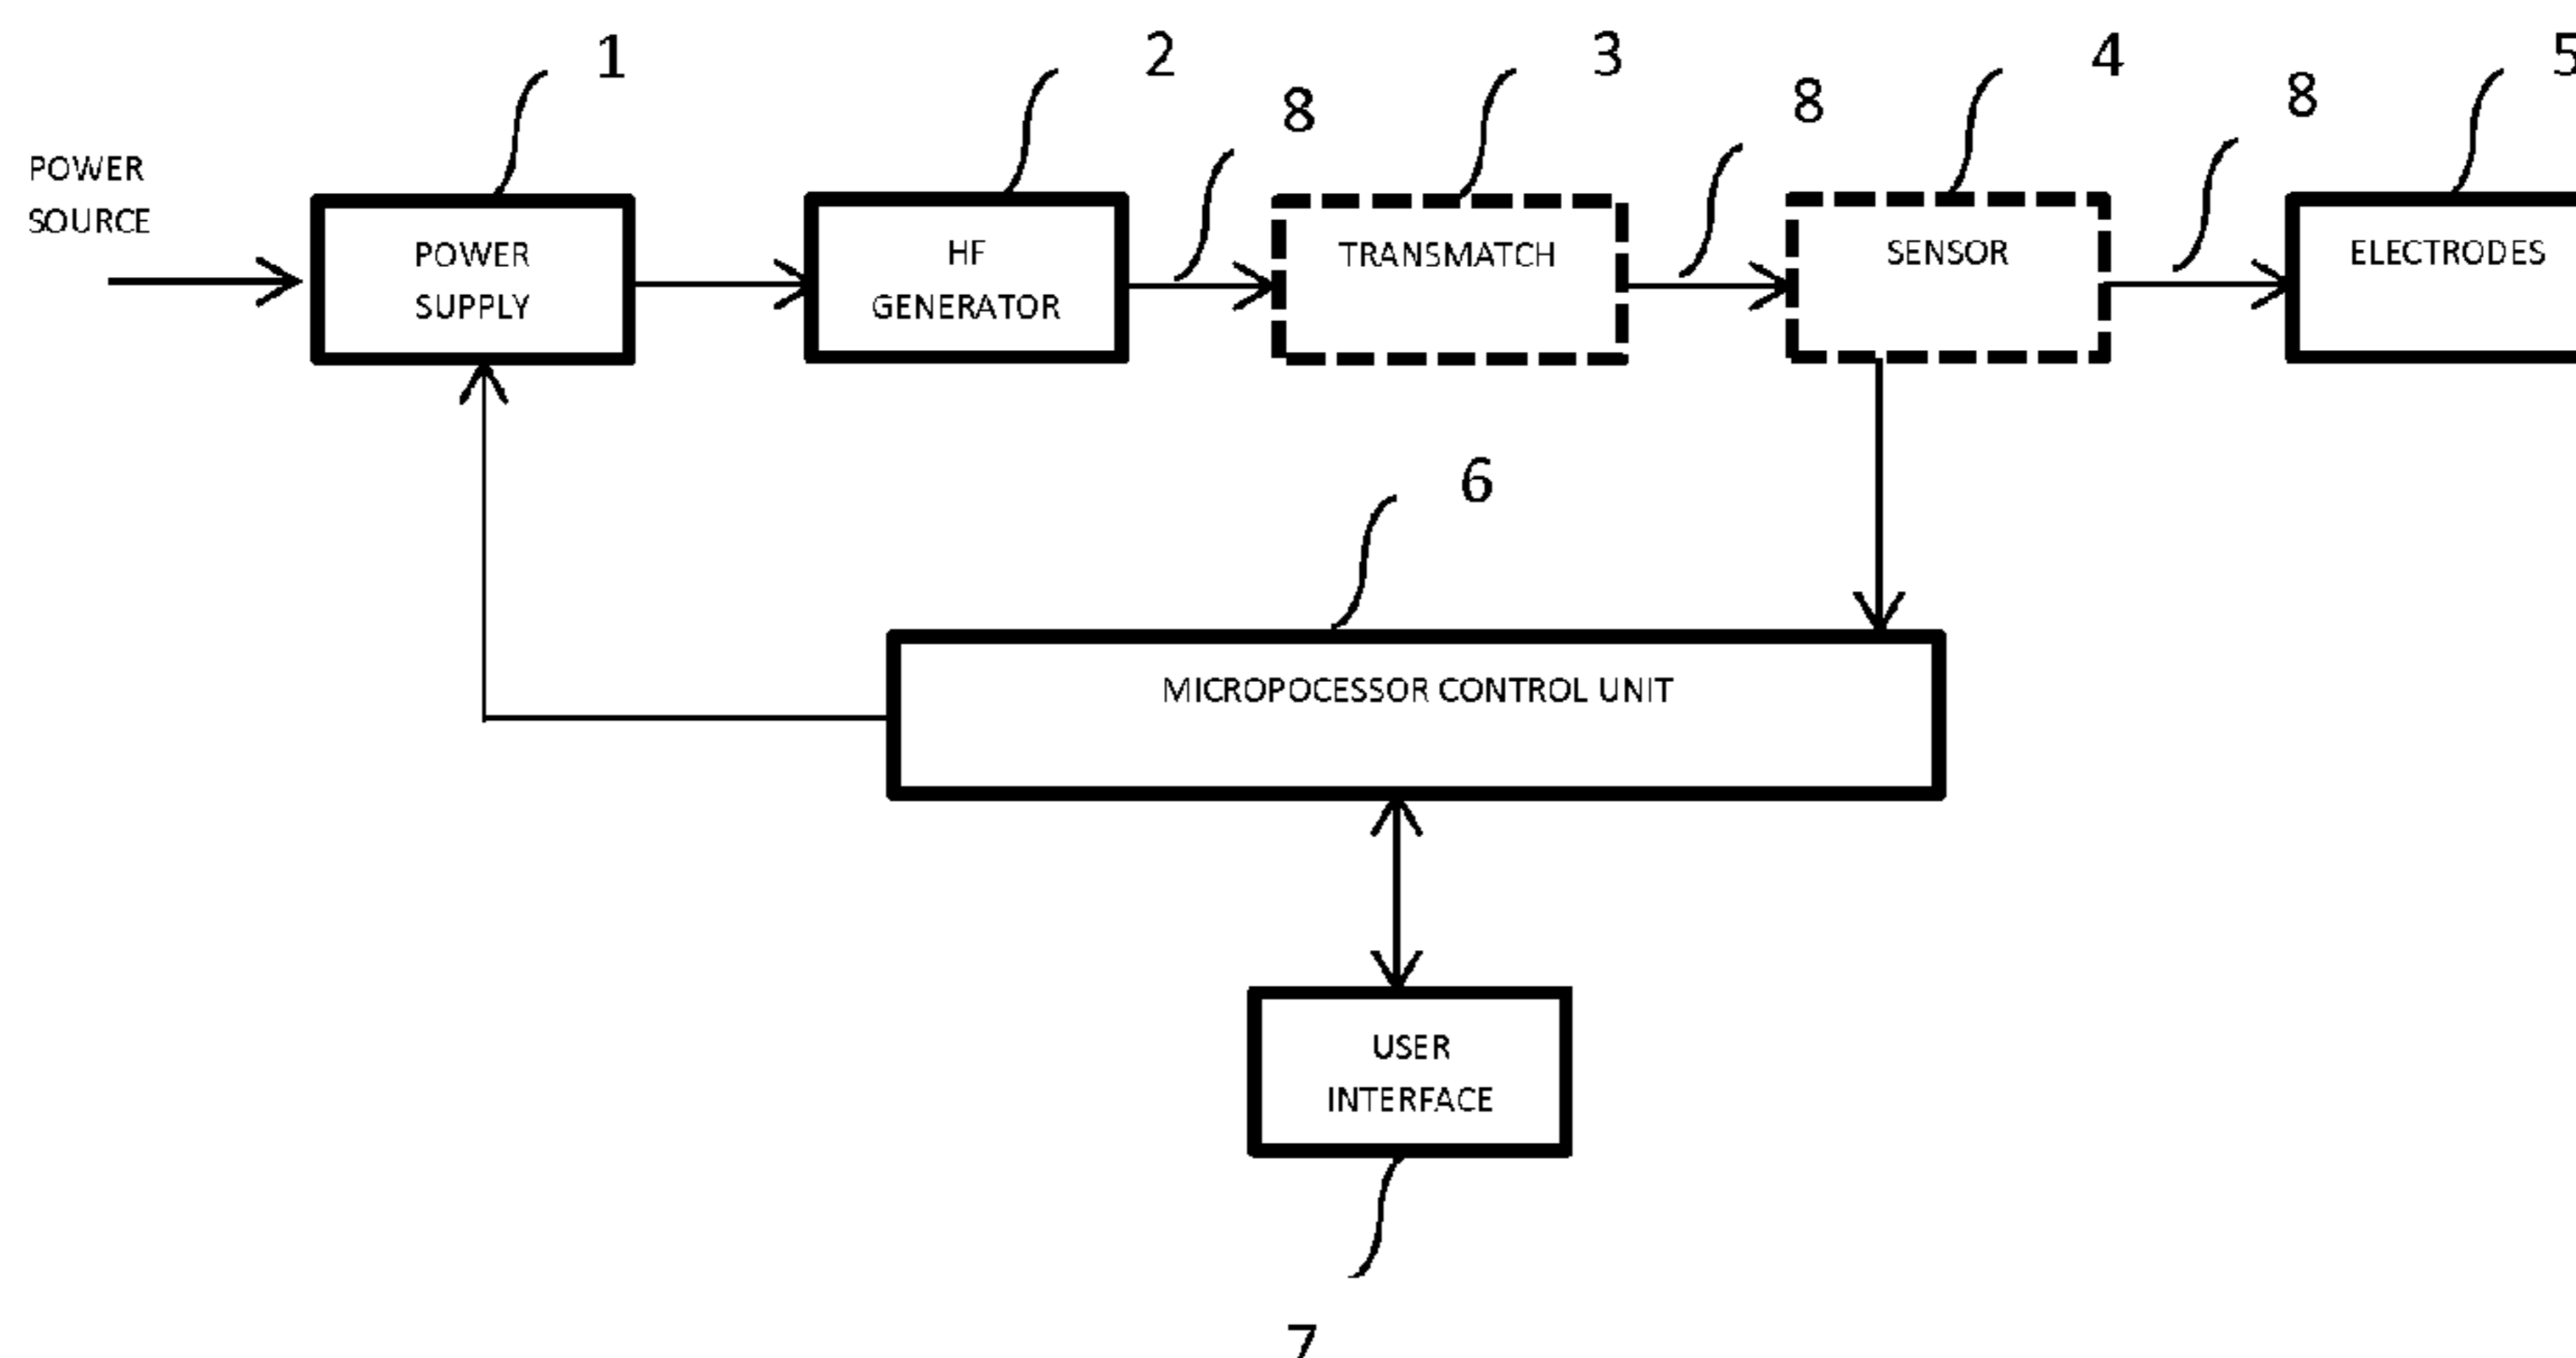 1
2
3
4
5
8
8
8
POWER
SOURCE
POWER
SUPPLY
HF
GENERATOR
TRANSMATCH
SENSOR
ELECTRODES
6
MICROPOCESSOR CONTROL UNIT
USER
INTERFACE
7